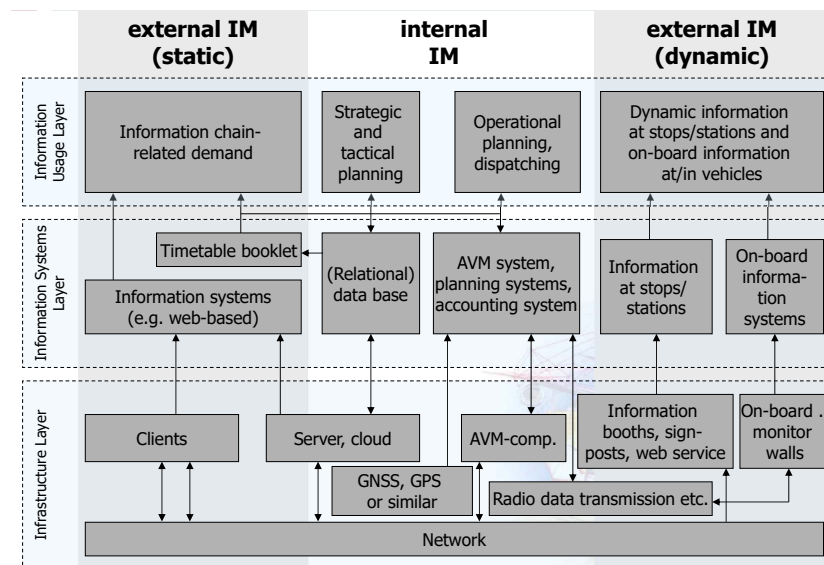 external IM
(static)
internal
IM
external IM
(dynamic)
Information
Usage Layer
Information chain-
related demand
Strategic
and
tactical
planning
Operational
planning,
dispatching
Dynamic information
at stops/stations and
on-board information
at/in vehicles
Information Systems
Layer
Timetable booklet
Information systems
(e.g. web-based)
(Relational)
data base
AVM system,
planning systems,
accounting system
Information
at stops/
stations
On-board
informa-
tion
systems
Infrastructure Layer
Clients
Server, cloud
AVM-comp.
Information
booths, sign-
posts, web service
On-board .
monitor
walls
GNSS, GPS
or similar
Radio data transmission etc.
Network